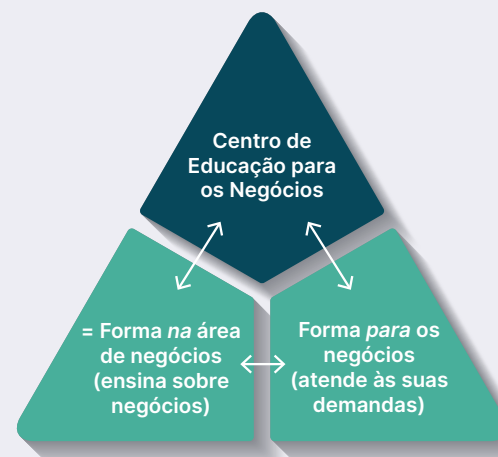 Centro de
Educação para
os Negócios
= Forma na área
de negócios
(ensina sobre
negócios)
Forma para os
negócios
(atende às suas
demandas)